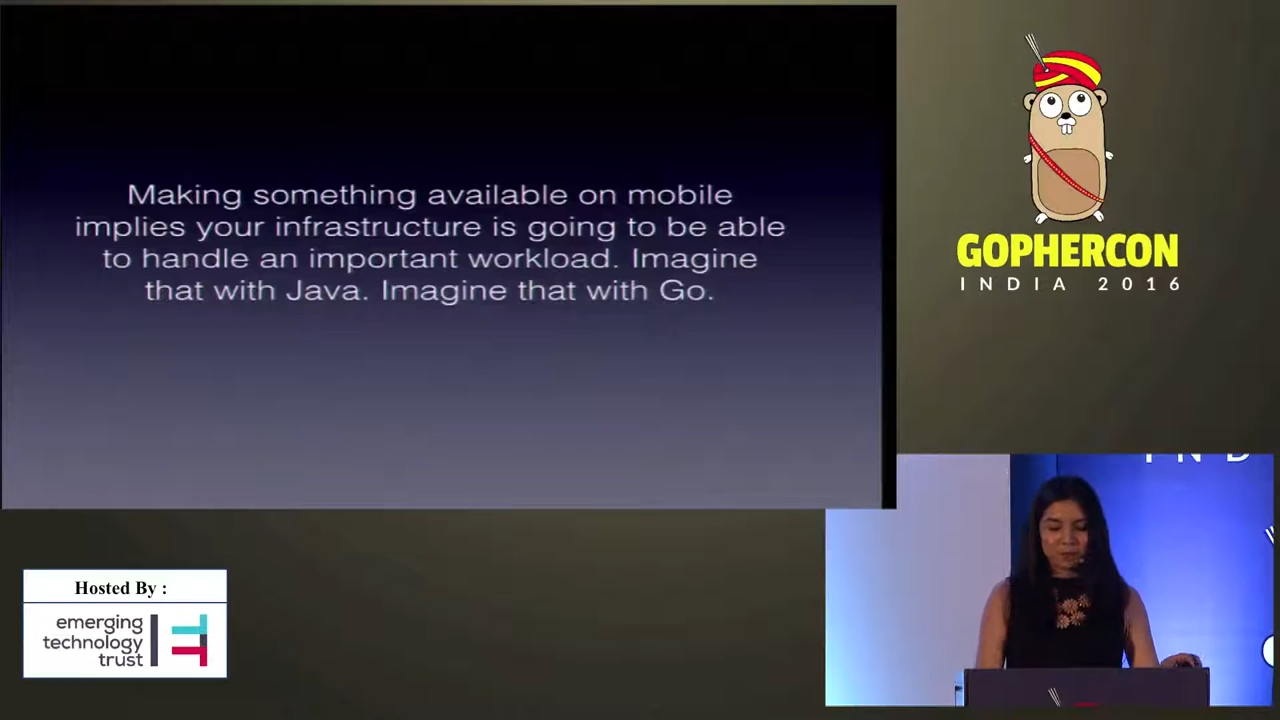 Making something available on mobile
implies your infrastructure is going to be able
to handle an important workload. Imagine
that with Java. Imagine that with Go.
GOPHERCON
INDIA 2016
IND
Hosted By :
emerging
technology
trust